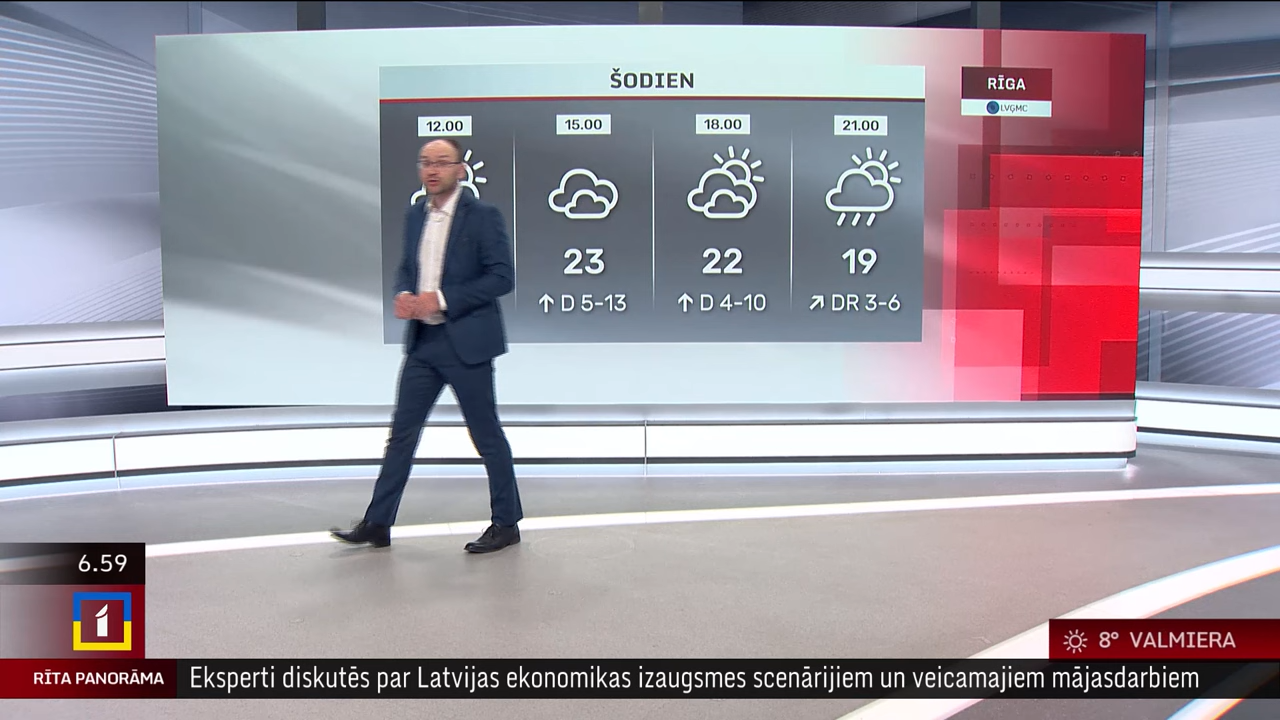 ŠODIEN
RĪGA
LVĢMC
12.00
15.00
18.00
21.00
23
22
19
D 5-13
D 4-10
DR 3-6
6.59
1
8° VALMIERA
RĪTA PANORĀMA
Eksperti diskutēs par Latvijas ekonomikas izaugsmes scenārijiem un veicamajiem mājasdarbiem